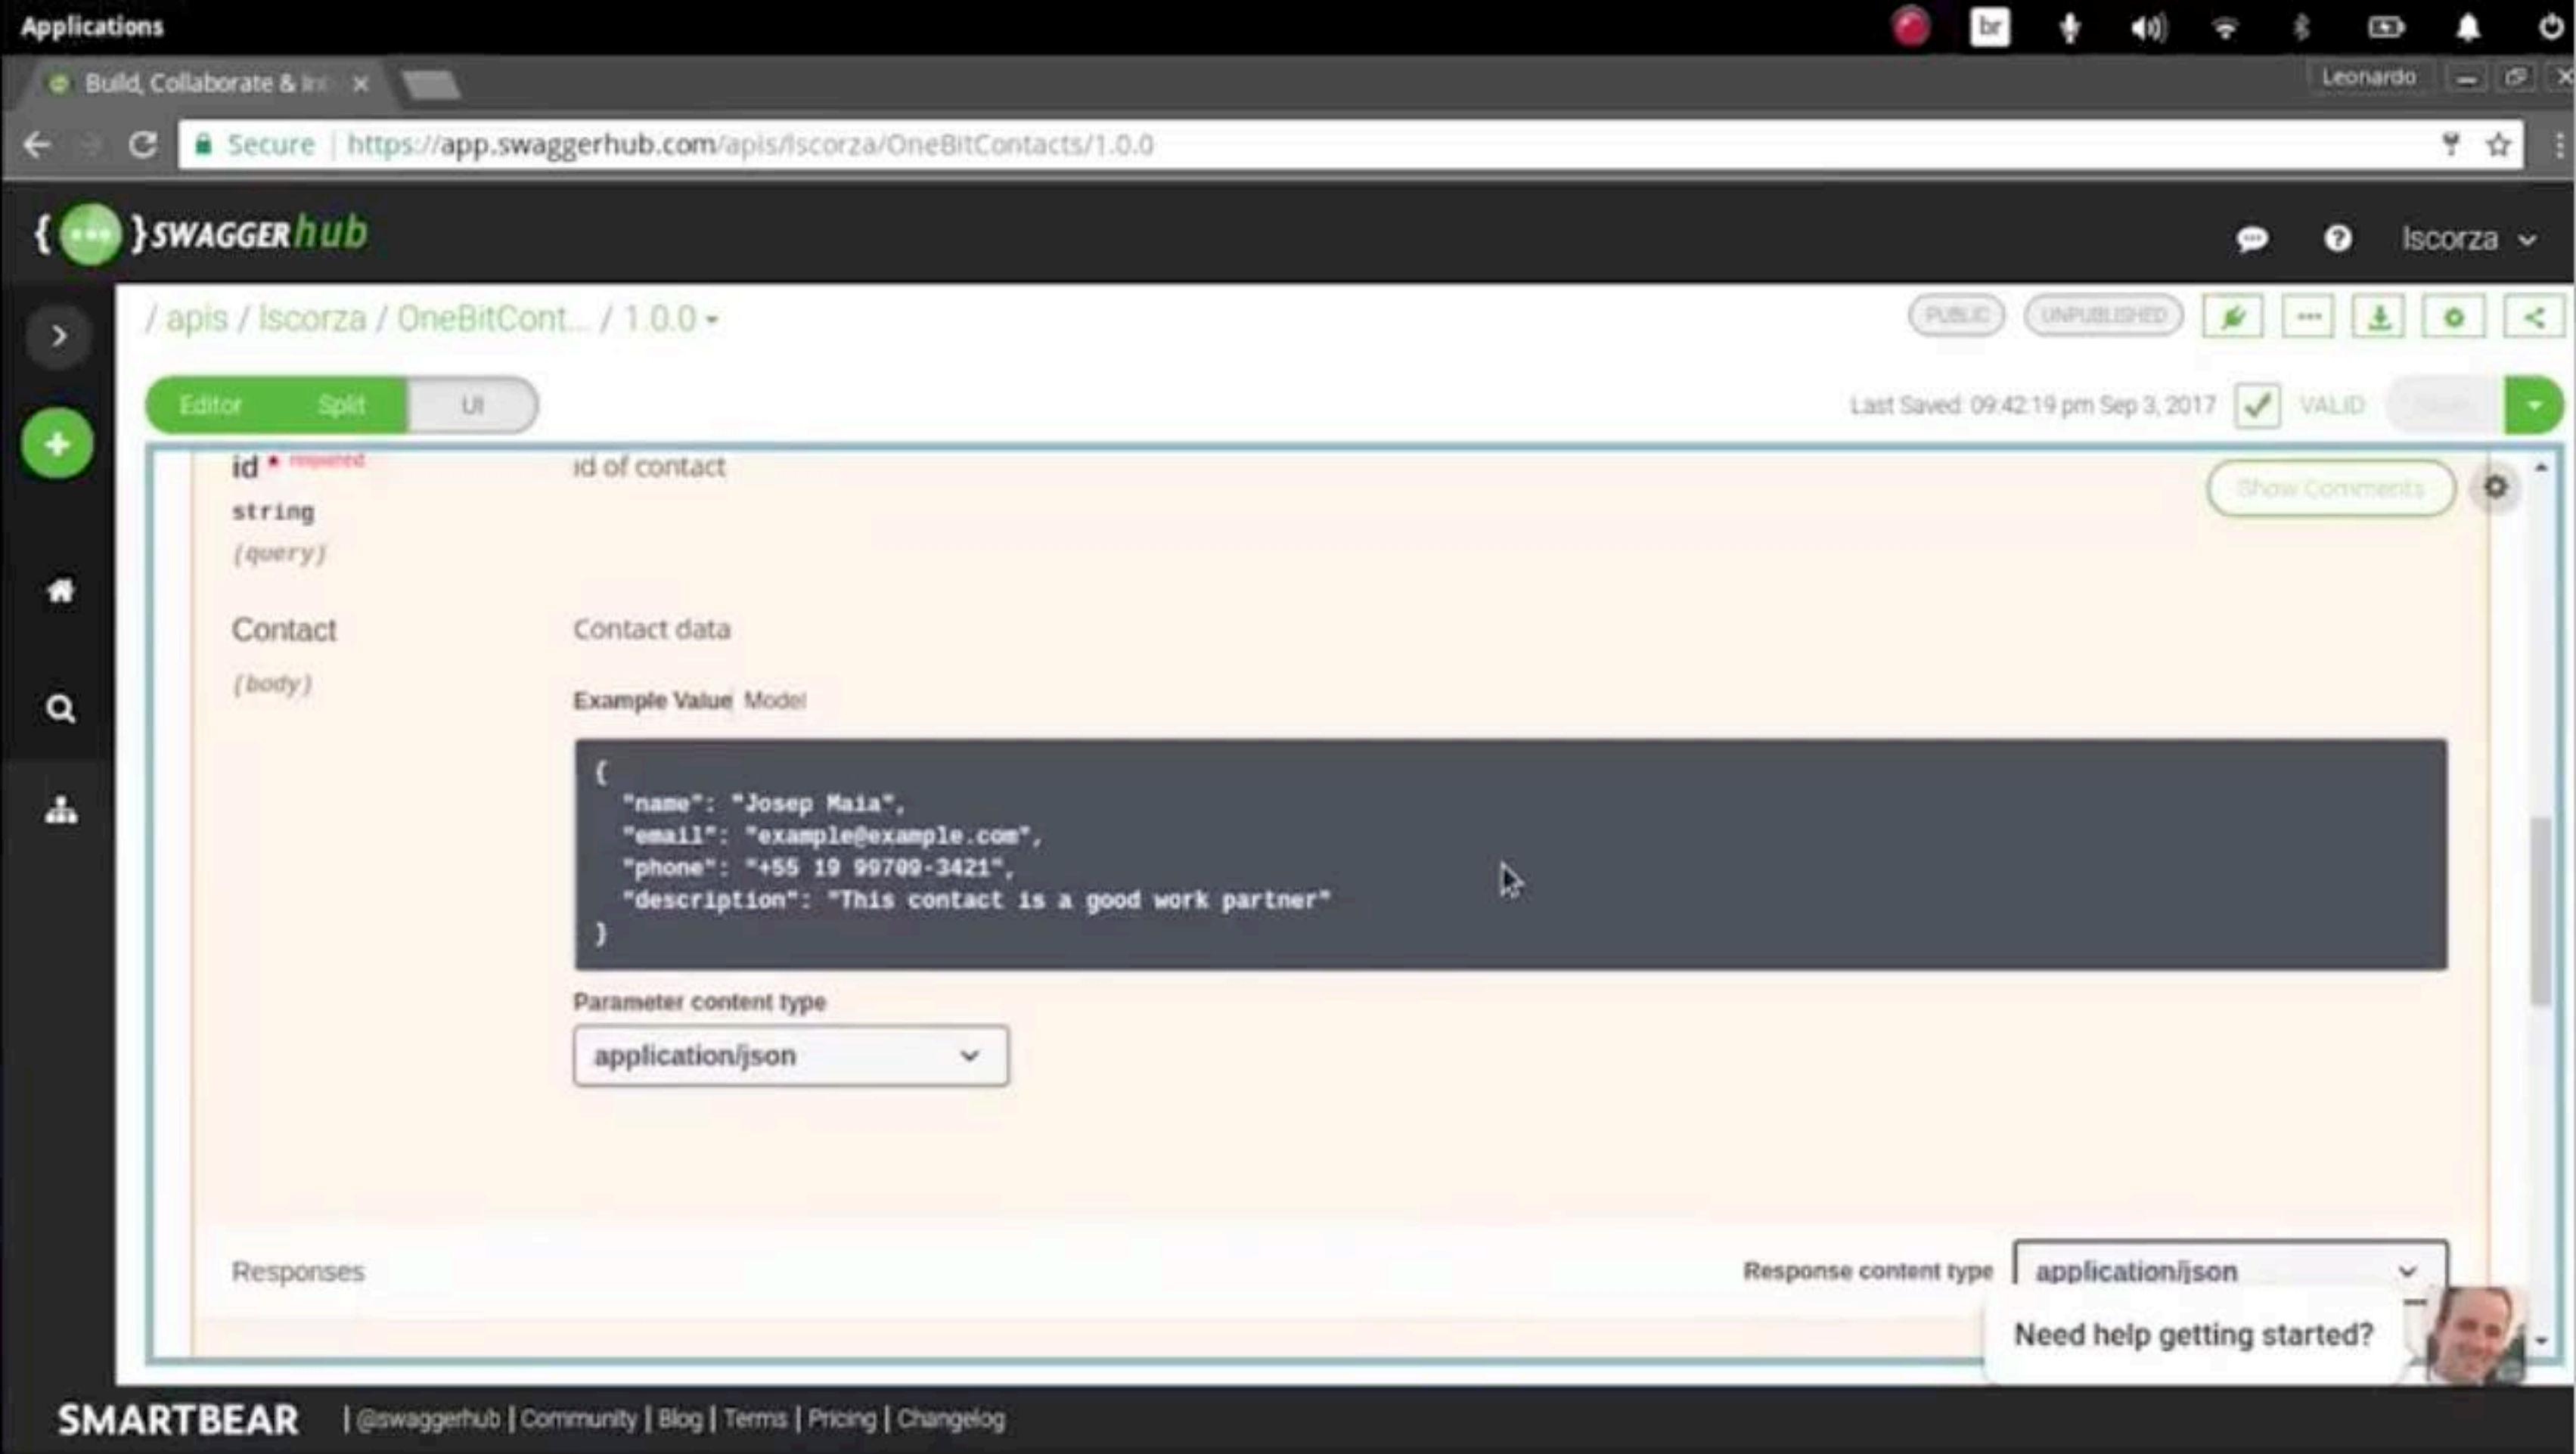 Applications
br
Build, Collaborate &
Leonardo
Secure https://app.swaggerhub.com/apis/lscorza/OneBitContacts/1.0.0
{ ... } SWAGGERhub
lscorza
/ apis / lscorza / OneBitCont... / 1.0.0
PUBLIC UNPUBLISHED
Editor Split UI
Last Saved: 09:42:19 pm Sep 3, 2017 VALID
id * required
id of contact
Show Comments
string
(query)
Contact
Contact data
(body)
Example Value Model
{
"name": "Josep Maia",
"email": "example@example.com",
"phone": "+55 19 99709-3421",
"description": "This contact is a good work partner"
}
Parameter content type
application/json
Responses
Response content type application/json
Need help getting started?
SMARTBEAR | @swaggerhub | Community | Blog | Terms | Pricing | Changelog